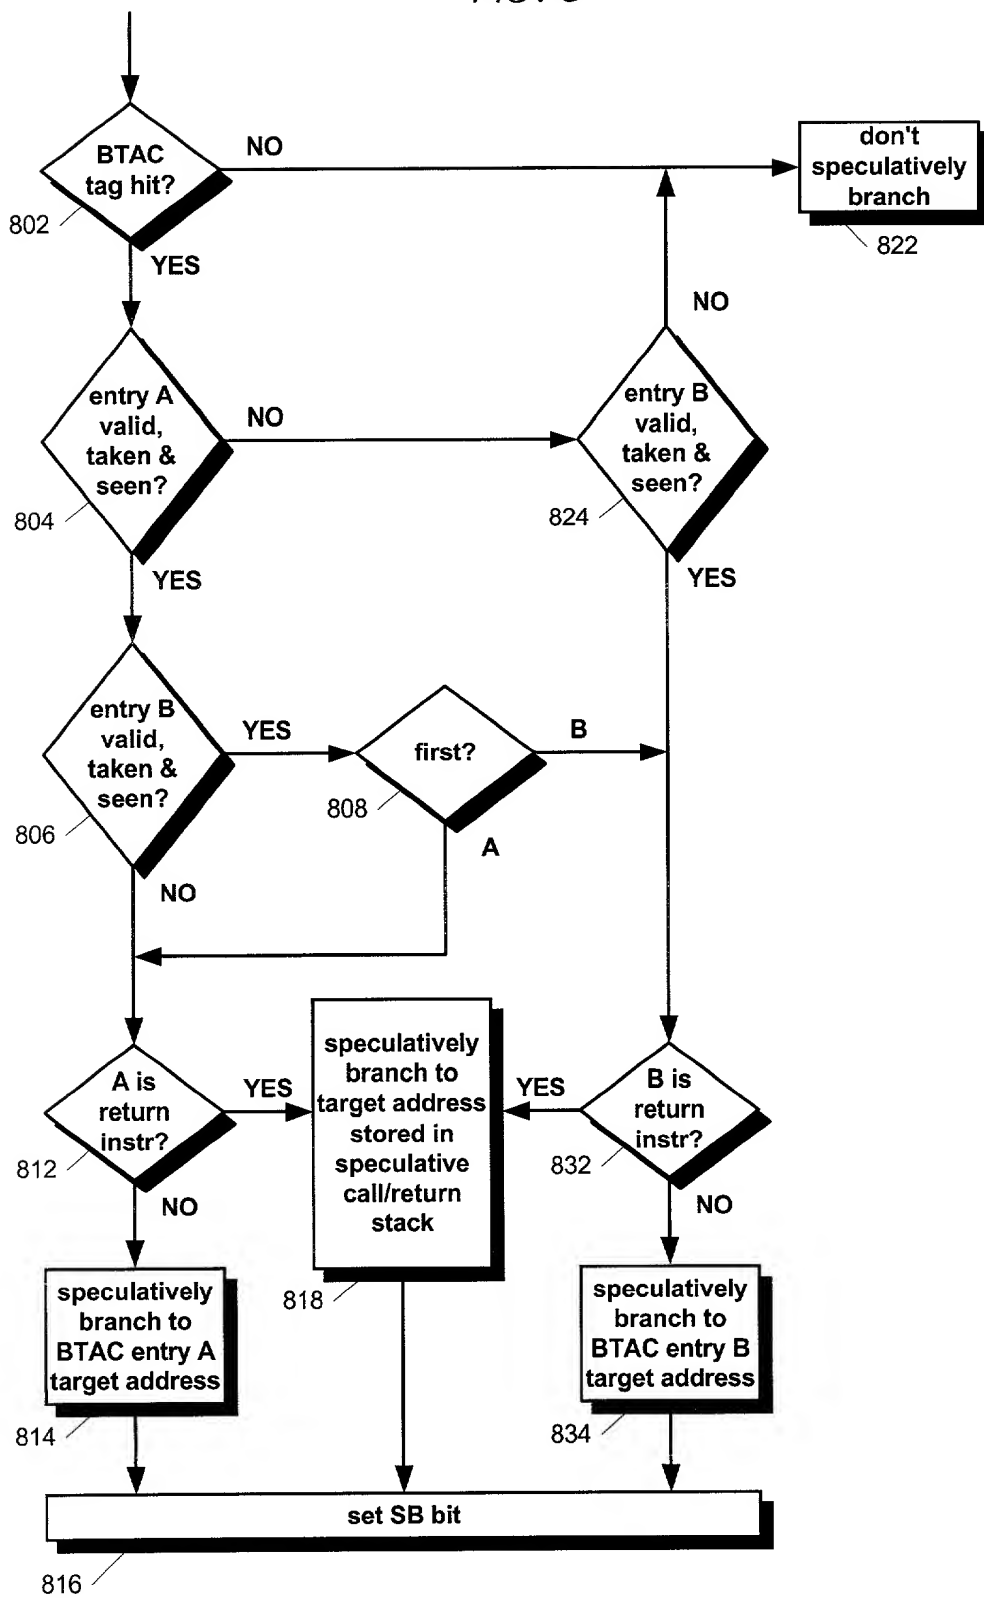 BTAC
tag hit?
NO
don't
speculatively
branch
802
822
YES
NO
entry A
valid,
taken &
seen?
NO
entry B
valid,
taken &
seen?
804
824
YES
YES
entry B
valid,
taken &
seen?
YES
first?
B
806
808
A
NO
speculatively
branch to
target address
stored in
speculative
call/return
stack
A is
return
instr?
YES
YES
B is
return
instr?
812
832
NO
NO
speculatively
branch to
BTAC entry A
target address
818
speculatively
branch to
BTAC entry B
target address
814
834
set SB bit
816